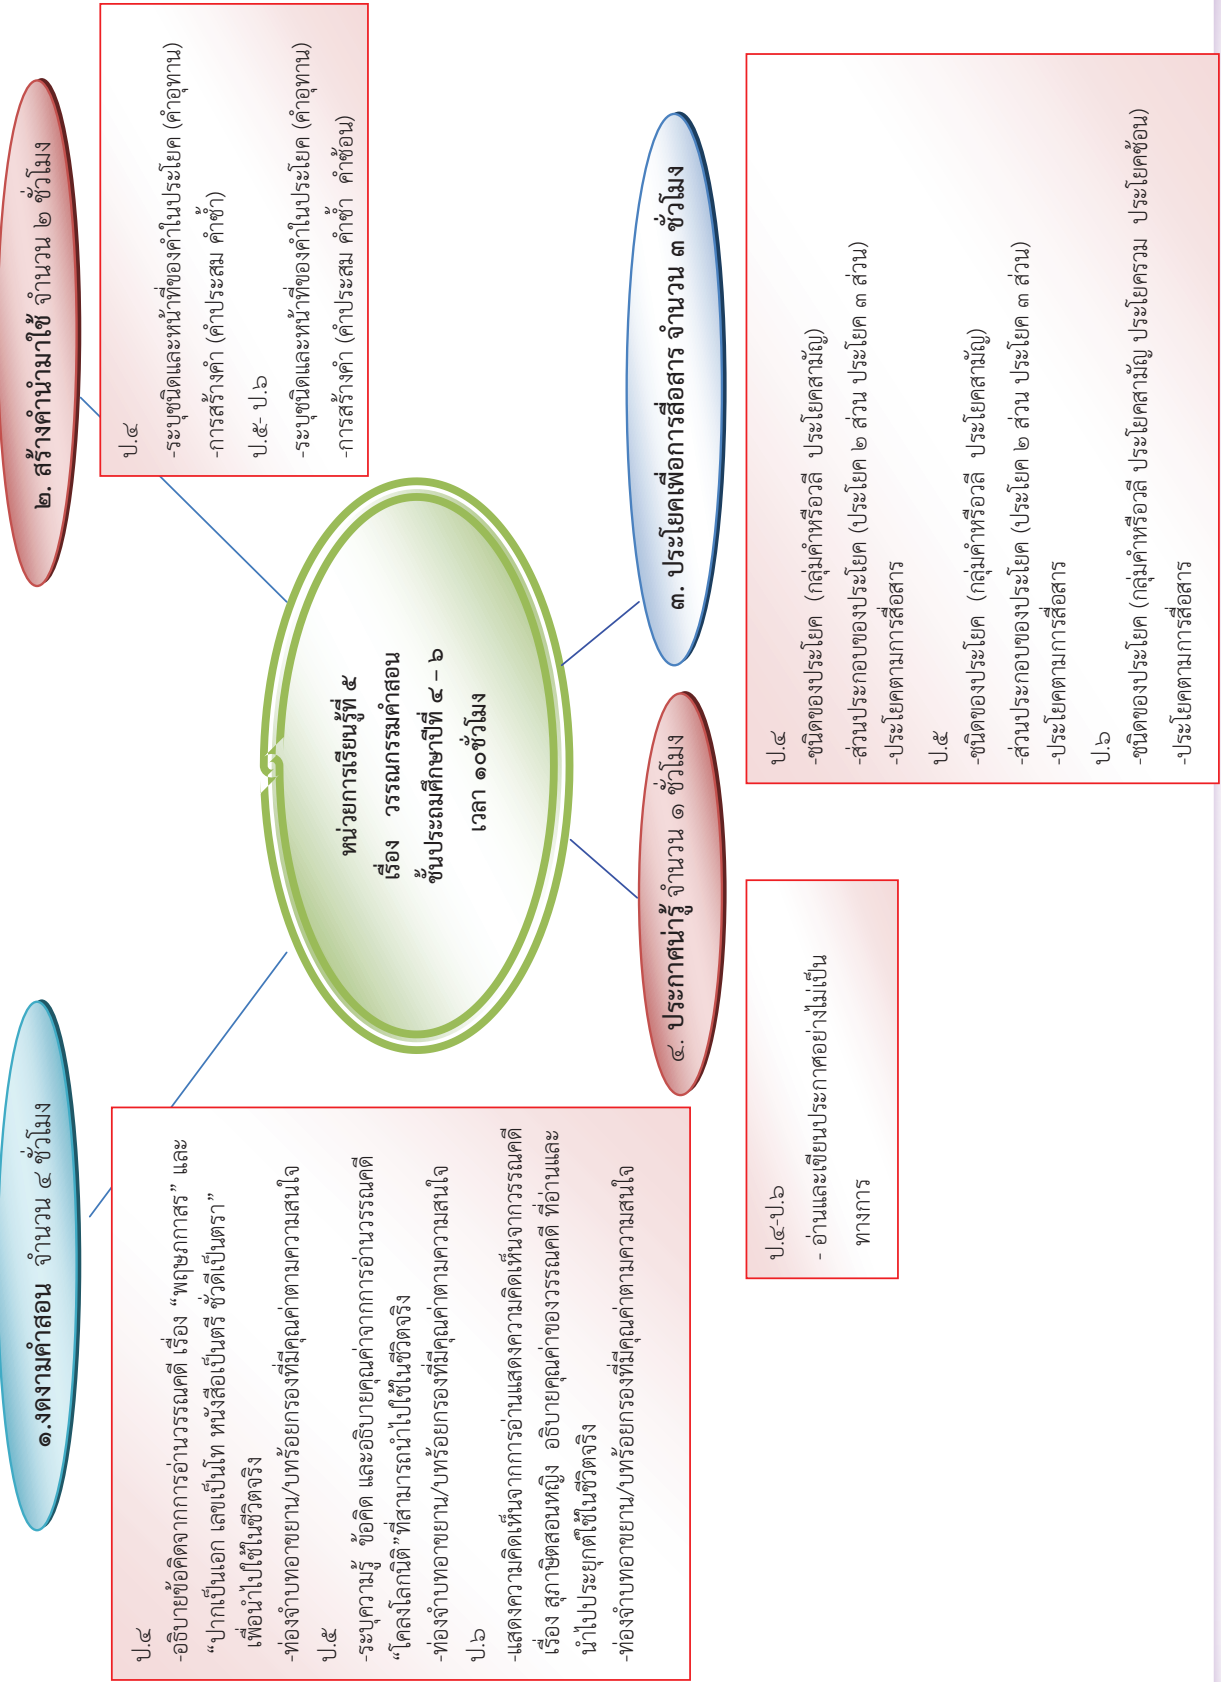 ๑.งดงามคำสอน จำนวน ๔ ชั่วโมง
ป.๔
-อธิบายข้อคิดจากการอ่านวรรณคดี เรื่อง “พฤษภกาสร” และ
“ปากเป็นเอก เลขเป็นโท หนังสือเป็นตรี ชั่วดีเป็นตรา”
เพื่อนำไปใช้ในชีวิตจริง
-ท่องจำบทอาขยาน/บทร้อยกรองที่มีคุณค่าตามความสนใจ
ป.๕
-ระบุความรู้ ข้อคิด และอธิบายคุณค่าจากการอ่านวรรณคดี
“โคลงโลกนิติ”ที่สามารถนำไปใช้ในชีวิตจริง
-ท่องจำบทอาขยาน/บทร้อยกรองที่มีคุณค่าตามความสนใจ
ป.๖
-แสดงความคิดเห็นจากการอ่านแสดงความคิดเห็นจากวรรณคดี
เรื่อง สุภาษิตสอนหญิง อธิบายคุณค่าของวรรณคดี ที่อ่านและ
นำไปประยุกต์ใช้ในชีวิตจริง
-ท่องจำบทอาขยาน/บทร้อยกรองที่มีคุณค่าตามความสนใจ
๒. สร้างคำนำมาใช้ จำนวน ๒ ชั่วโมง
ป.๔
-ระบุชนิดและหน้าที่ของคำในประโยค (คำอุทาน)
-การสร้างคำ (คำประสม คำซ้ำ)
ป.๕- ป.๖
-ระบุชนิดและหน้าที่ของคำในประโยค (คำอุทาน)
-การสร้างคำ (คำประสม คำซ้ำ คำซ้อน)
หน่วยการเรียนรู้ที่ ๕
เรื่อง วรรณกรรมคำสอน
ชั้นประถมศึกษาปีที่ ๔ – ๖
เวลา ๑๐ชั่วโมง
๔. ประกาศน่ารู้ จำนวน ๑ ชั่วโมง
ป.๔-ป.๖
- อ่านและเขียนประกาศอย่างไม่เป็น
ทางการ
๓. ประโยคเพื่อการสื่อสาร จำนวน ๓ ชั่วโมง
ป.๔
-ชนิดของประโยค (กลุ่มคำหรือวลี ประโยคสามัญ)
-ส่วนประกอบของประโยค (ประโยค ๒ ส่วน ประโยค ๓ ส่วน)
-ประโยคตามการสื่อสาร
ป.๕
-ชนิดของประโยค (กลุ่มคำหรือวลี ประโยคสามัญ)
-ส่วนประกอบของประโยค (ประโยค ๒ ส่วน ประโยค ๓ ส่วน)
-ประโยคตามการสื่อสาร
ป.๖
-ชนิดของประโยค (กลุ่มคำหรือวลี ประโยคสามัญ ประโยครวม ประโยคซ้อน)
-ประโยคตามการสื่อสาร